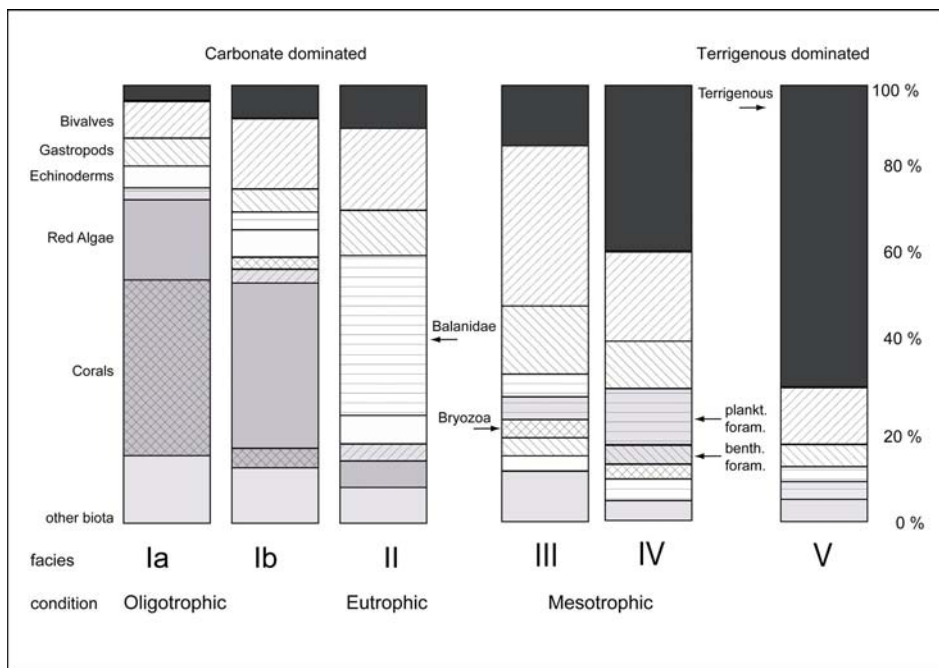 Carbonate dominated
Terrigenous dominated
Terrigenous
100 %
Bivalves
Gastropods
Echinoderms
80 %
Red Algae
60 %
Balanidae
40 %
Corals
Bryozoa
plankt.
foram.
20 %
benth.
foram.
other biota
0 %
facies
Ia
Ib
II
III
IV
V
condition
Oligotrophic
Eutrophic
Mesotrophic